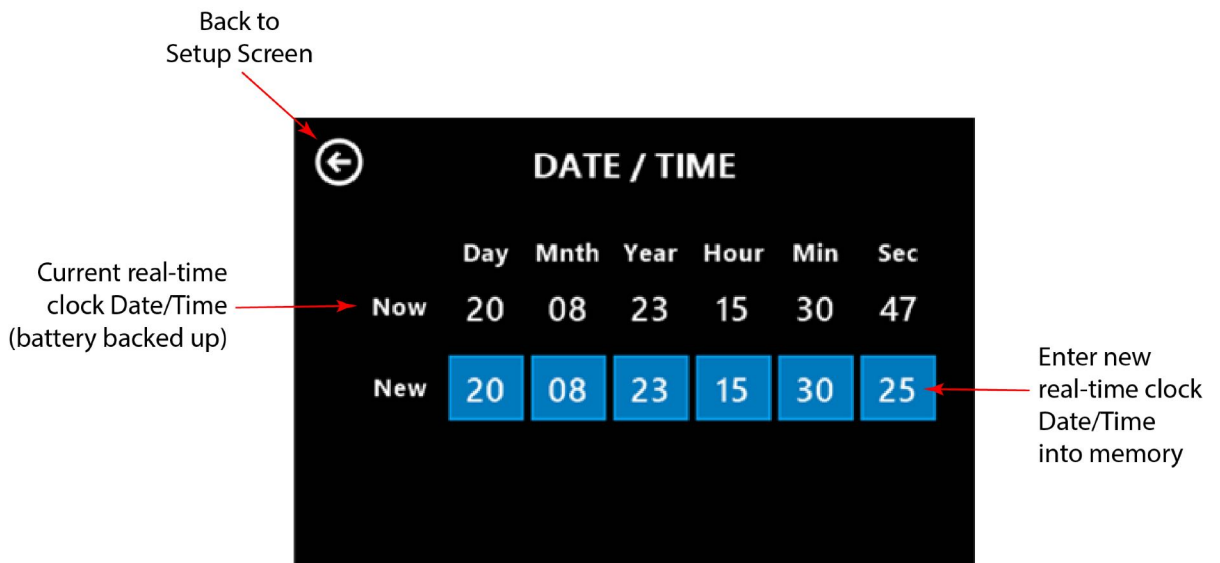 Back to
Setup Screen
DATE / TIME
Day Mnth Year Hour Min Sec
Current real-time
clock Date/Time
(battery backed up)
Now 20 08 23 15 30 47
New 20 08 23 15 30 25
Enter new
real-time clock
Date/Time
into memory